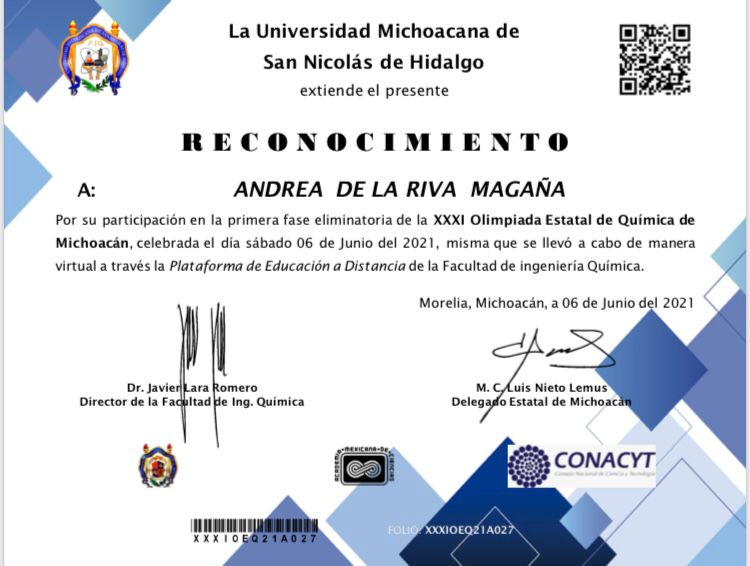 La Universidad Michoacana de
San Nicolás de Hidalgo
extiende el presente
RECONOCIMIENTO
A: ANDREA DE LA RIVA MAGAÑA
Por su participación en la primera fase eliminatoria de la XXXI Olimpiada Estatal de Química de
Michoacán, celebrada el día sábado 06 de Junio del 2021, misma que se llevó a cabo de manera
virtual a través la Plataforma de Educación a Distancia de la Facultad de ingeniería Química.
Morelia, Michoacán, a 06 de Junio del 2021
Dr. Javier Lara Romero
Director de la Facultad de Ing. Química
M. C. Luis Nieto Lemus
Delegado Estatal de Michoacán
ACADEMIA•MEXICANA•DE•CIENCIAS
CONACYT
Consejo Nacional de Ciencia y Tecnología
XXXIOEQ21A027
FOLIO: XXXIOEQ21A027